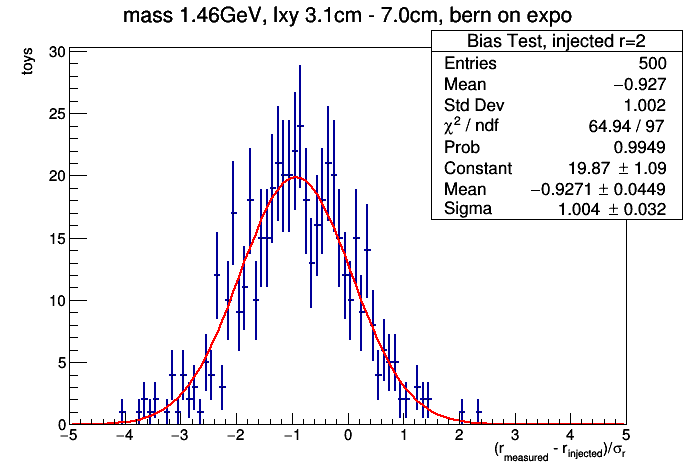 mass 1.46GeV, lxy 3.1cm - 7.0cm, bern on expo
Bias Test, injected r=2
Entries 500
Mean −0.927
Std Dev 1.002
χ² / ndf 64.94 / 97
Prob 0.9949
Constant 19.87 ± 1.09
Mean −0.9271 ± 0.0449
Sigma 1.004 ± 0.032
toys
30
25
20
15
10
5
0
−5 −4 −3 −2 −1 0 1 2 3 4 5
(r_measured - r_injected)/σ_r